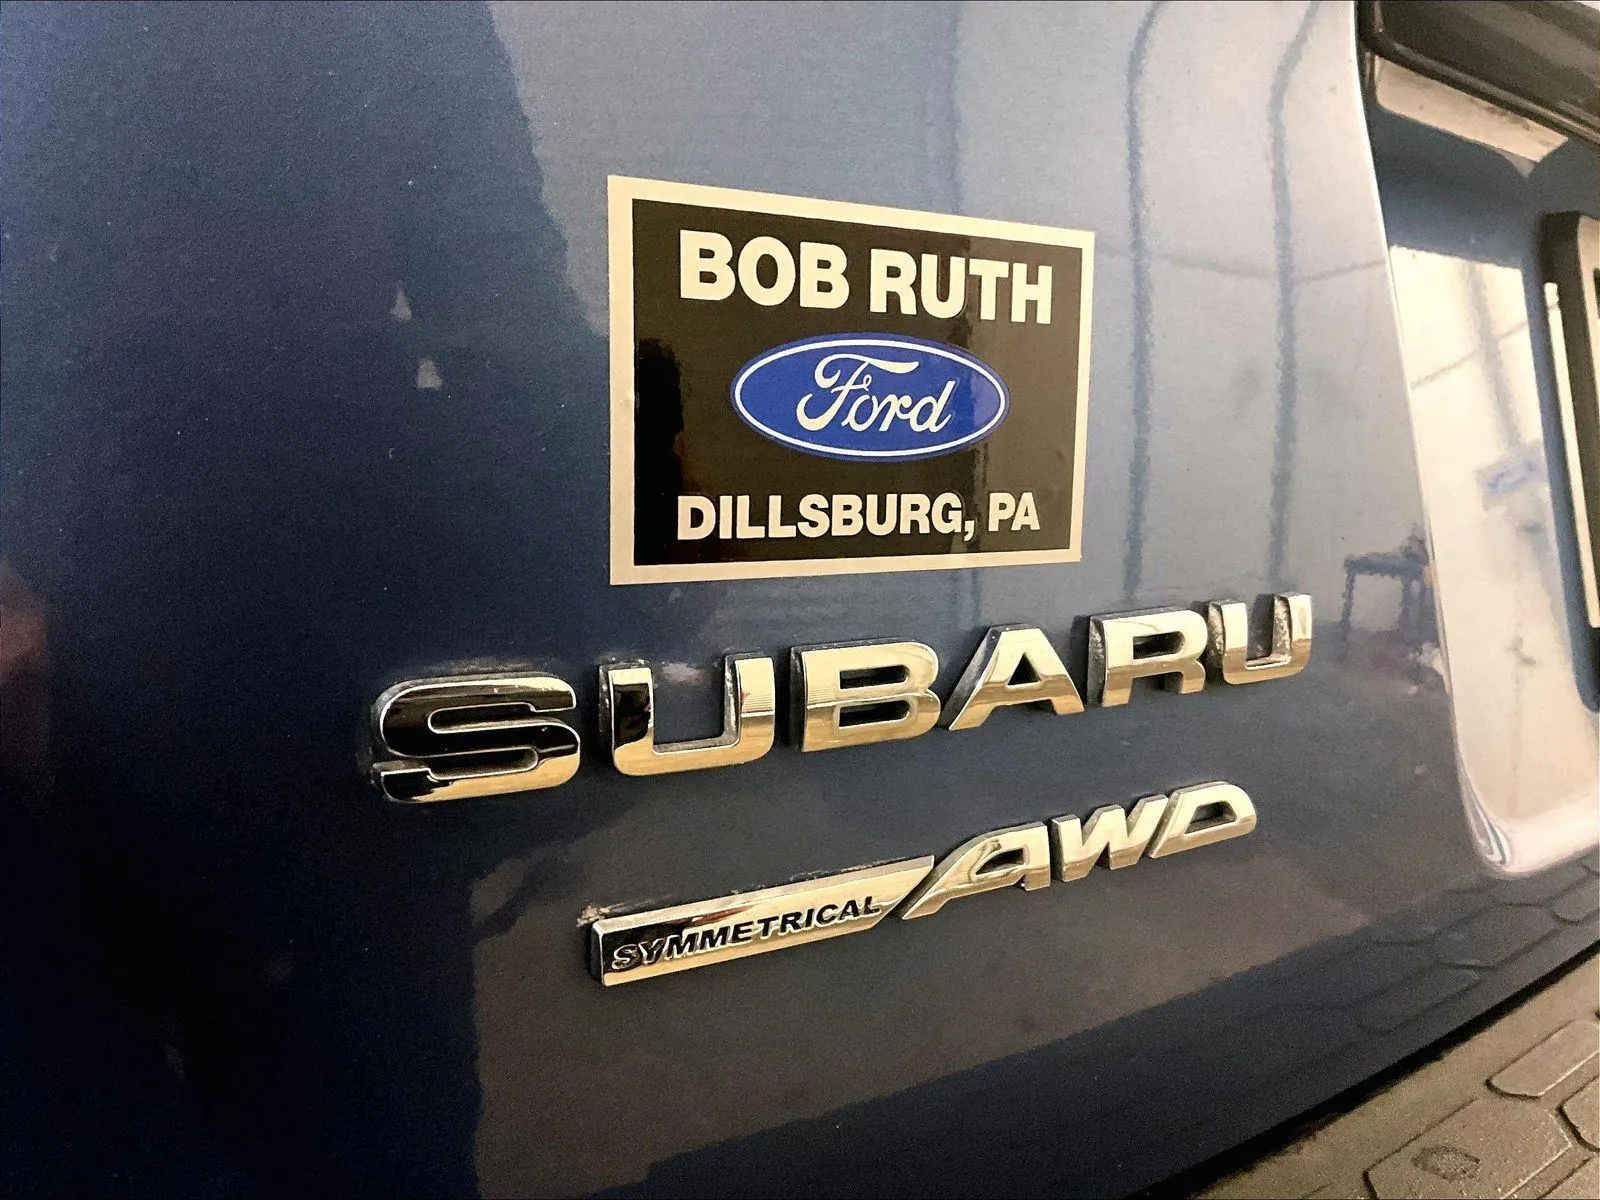 BOB RUTH
Ford
DILLSBURG, PA
SUBARU
SYMMETRICAL AWD